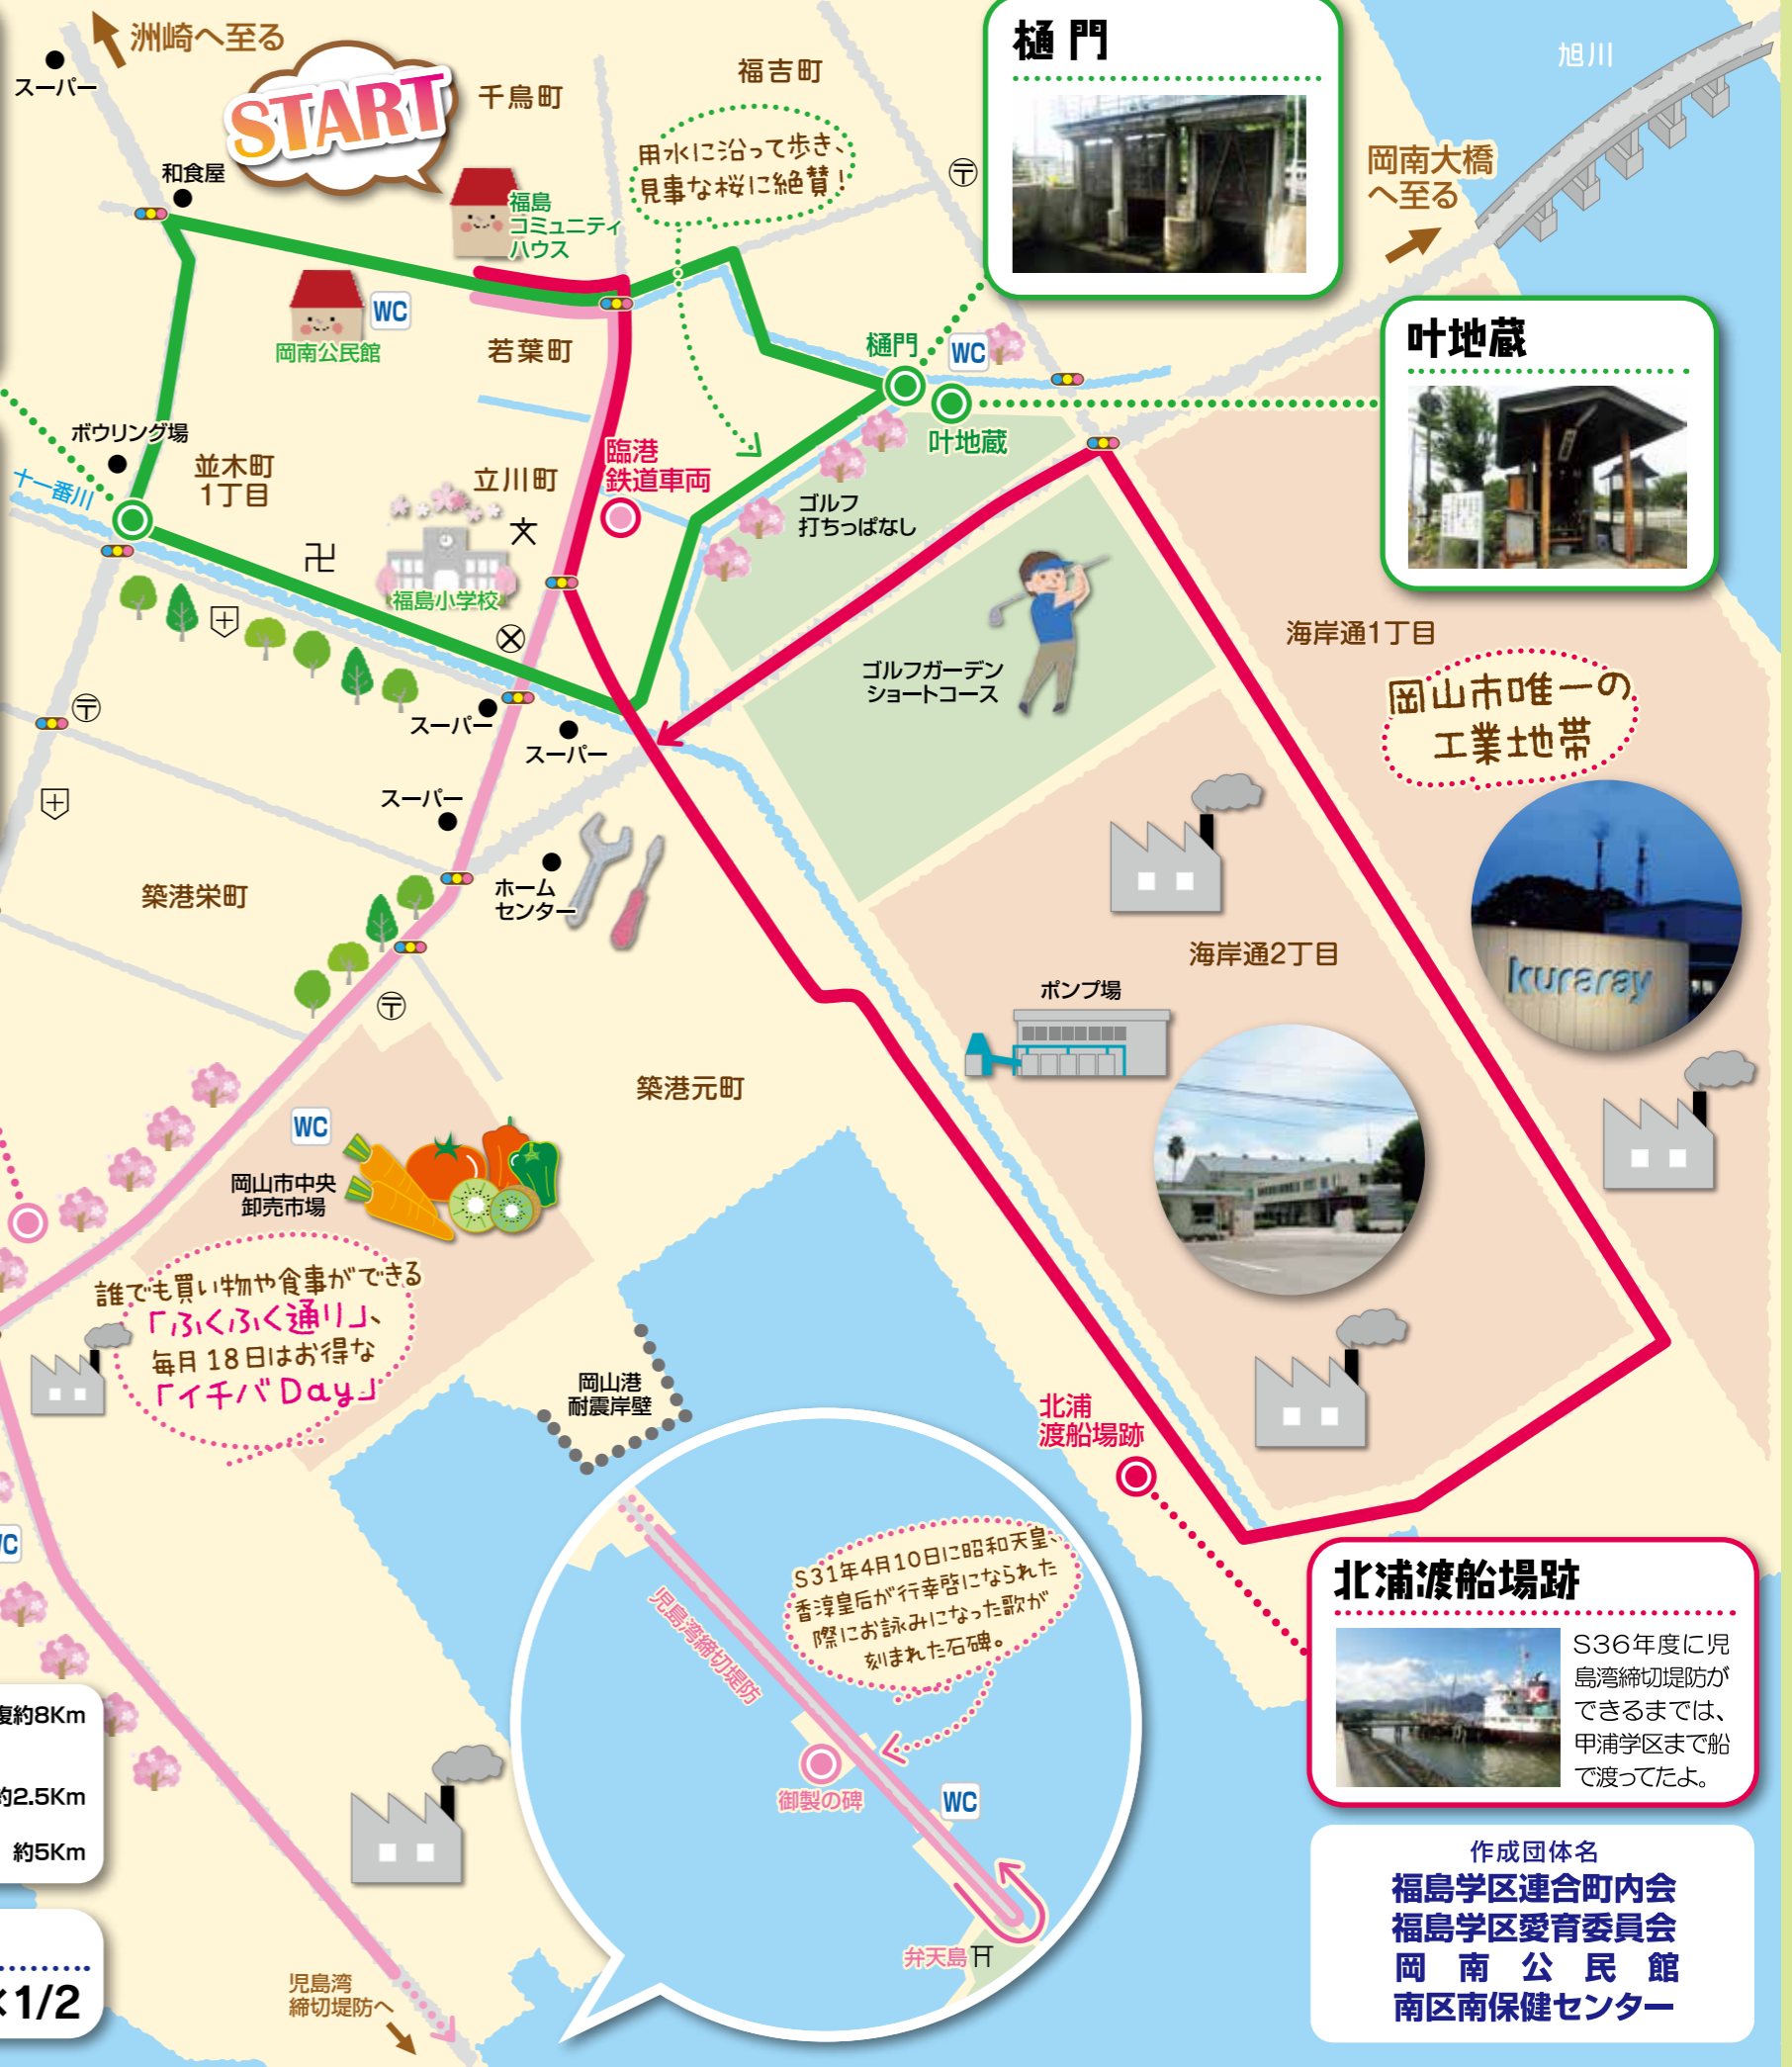 洲崎へ至る
スーパー
START
千鳥町
福吉町
和食屋
福島
コミュニティ
ハウス
用水に沿って歩き、
見事な桜に絶賛!
〒
樋門
旭川
岡南大橋
へ至る
WC
岡南公民館
若葉町
樋門
WC
叶地蔵
叶地蔵
ボウリング場
十一番川
並木町
1丁目
立川町
臨港
鉄道車両
文
福島小学校
ゴルフ
打ちっぱなし
ゴルフガーデン
ショートコース
海岸通1丁目
岡山市唯一の
工業地帯
kuraray
〒
スーパー
スーパー
スーパー
ホーム
センター
築港栄町
〒
海岸通2丁目
ポンプ場
築港元町
WC
岡山市中央
卸売市場
誰でも買い物や食事ができる
「ふくふく通り」、
毎月18日はお得な
「イチバDay」
岡山港
耐震岸壁
北浦
渡船場跡
北浦渡船場跡
S36年度に児
島湾締切堤防が
できるまでは、
甲浦学区まで船
で渡ってたよ。
S31年4月10日に昭和天皇、
香淳皇后が行幸啓になられた
際にお詠みになった歌が
刻まれた石碑。
児島湾締切堤防
御製の碑
WC
弁天島
復約8Km
約2.5Km
約5Km
×1/2
児島湾
締切堤防へ
作成団体名
福島学区連合町内会
福島学区愛育委員会
岡南公民館
南区南保健センター